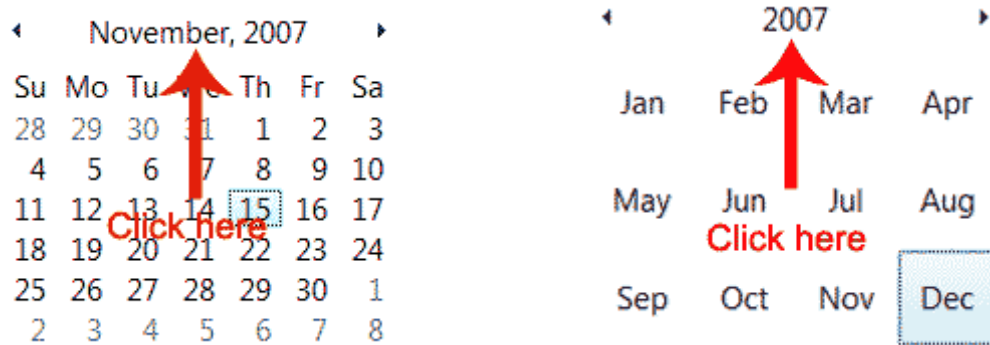 November, 2007
Su Mo Tu We Th Fr Sa
28 29 30 31 1 2 3
4 5 6 7 8 9 10
11 12 13 14 15 16 17
Click here
18 19 20 21 22 23 24
25 26 27 28 29 30 1
2 3 4 5 6 7 8
2007
Jan Feb Mar Apr
May Jun Jul Aug
Click here
Sep Oct Nov Dec